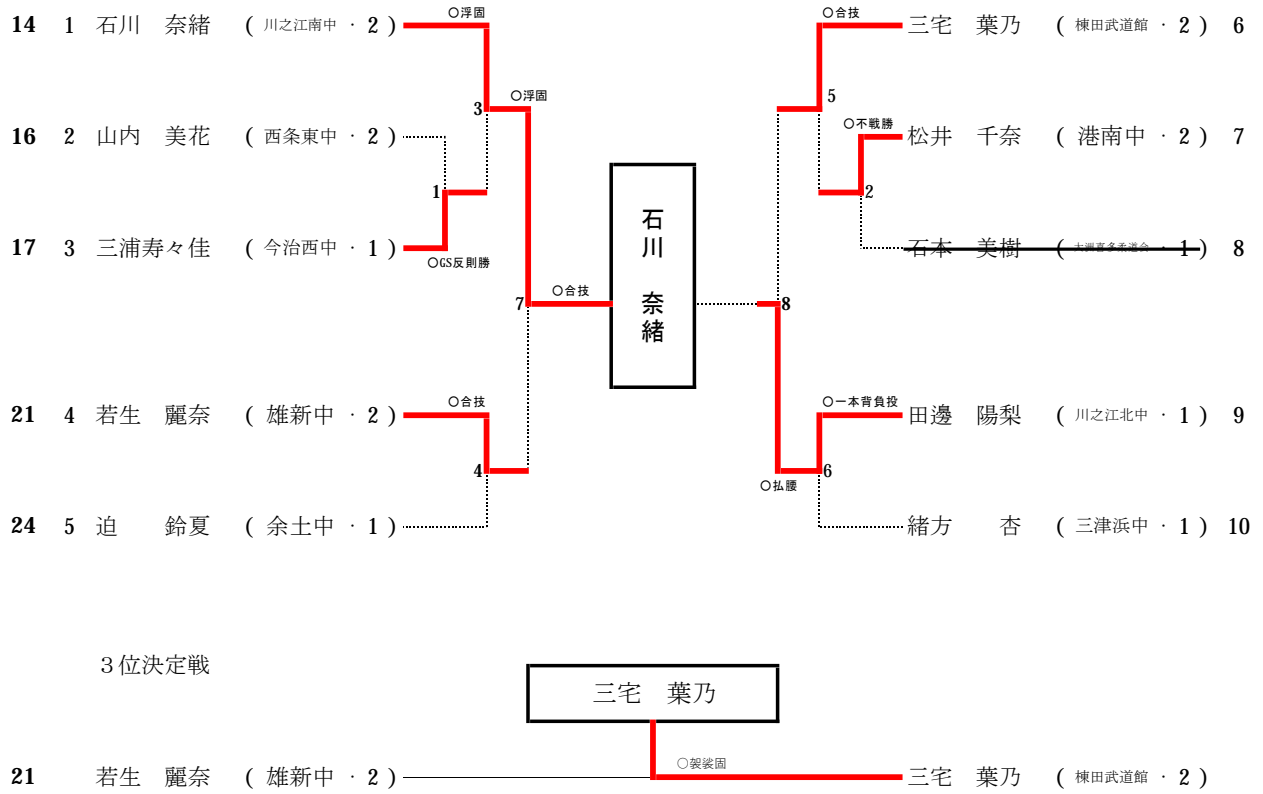 ○浮固
○合技
14 1 石川 奈緒 ( 川之江南中 ・ 2 )
三宅 葉乃 ( 棟田武道館 ・ 2 ) 6
○浮固
3
5
○不戦勝
16 2 山内 美花 ( 西条東中 ・ 2 )
松井 千奈 ( 港南中 ・ 2 ) 7
1
2
17 3 三浦寿々佳 ( 今治西中 ・ 1 )
石本 美樹 ( 大洲喜多柔道会 ・ 1 ) 8
○GS反則勝
石川 奈緒
○合技
7
8
○合技
○一本背負投
21 4 若生 麗奈 ( 雄新中 ・ 2 )
田邊 陽梨 ( 川之江北中 ・ 1 ) 9
4
6
○払腰
24 5 迫 鈴夏 ( 余土中 ・ 1 )
緒方 杏 ( 三津浜中 ・ 1 ) 10
３位決定戦
三宅 葉乃
○袈裟固
21 若生 麗奈 ( 雄新中 ・ 2 )
三宅 葉乃 ( 棟田武道館 ・ 2 )